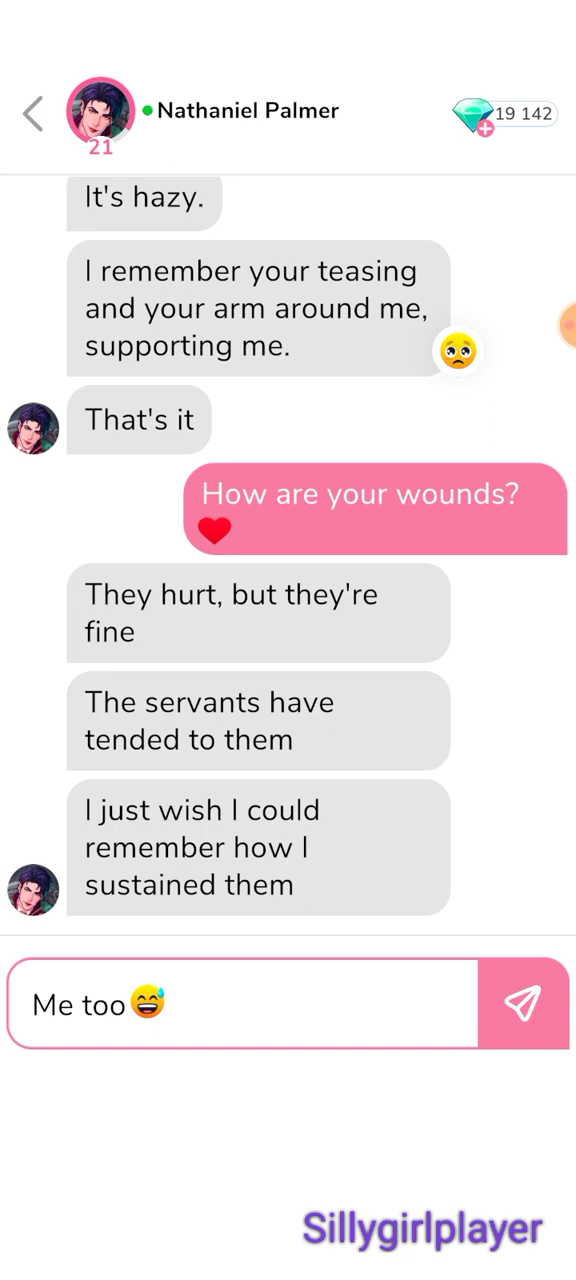 Nathaniel Palmer
19 142
21
It's hazy.
I remember your teasing
and your arm around me,
supporting me.
That's it
How are your wounds?
They hurt, but they're
fine
The servants have
tended to them
I just wish I could
remember how I
sustained them
Me too
Sillygirlplayer